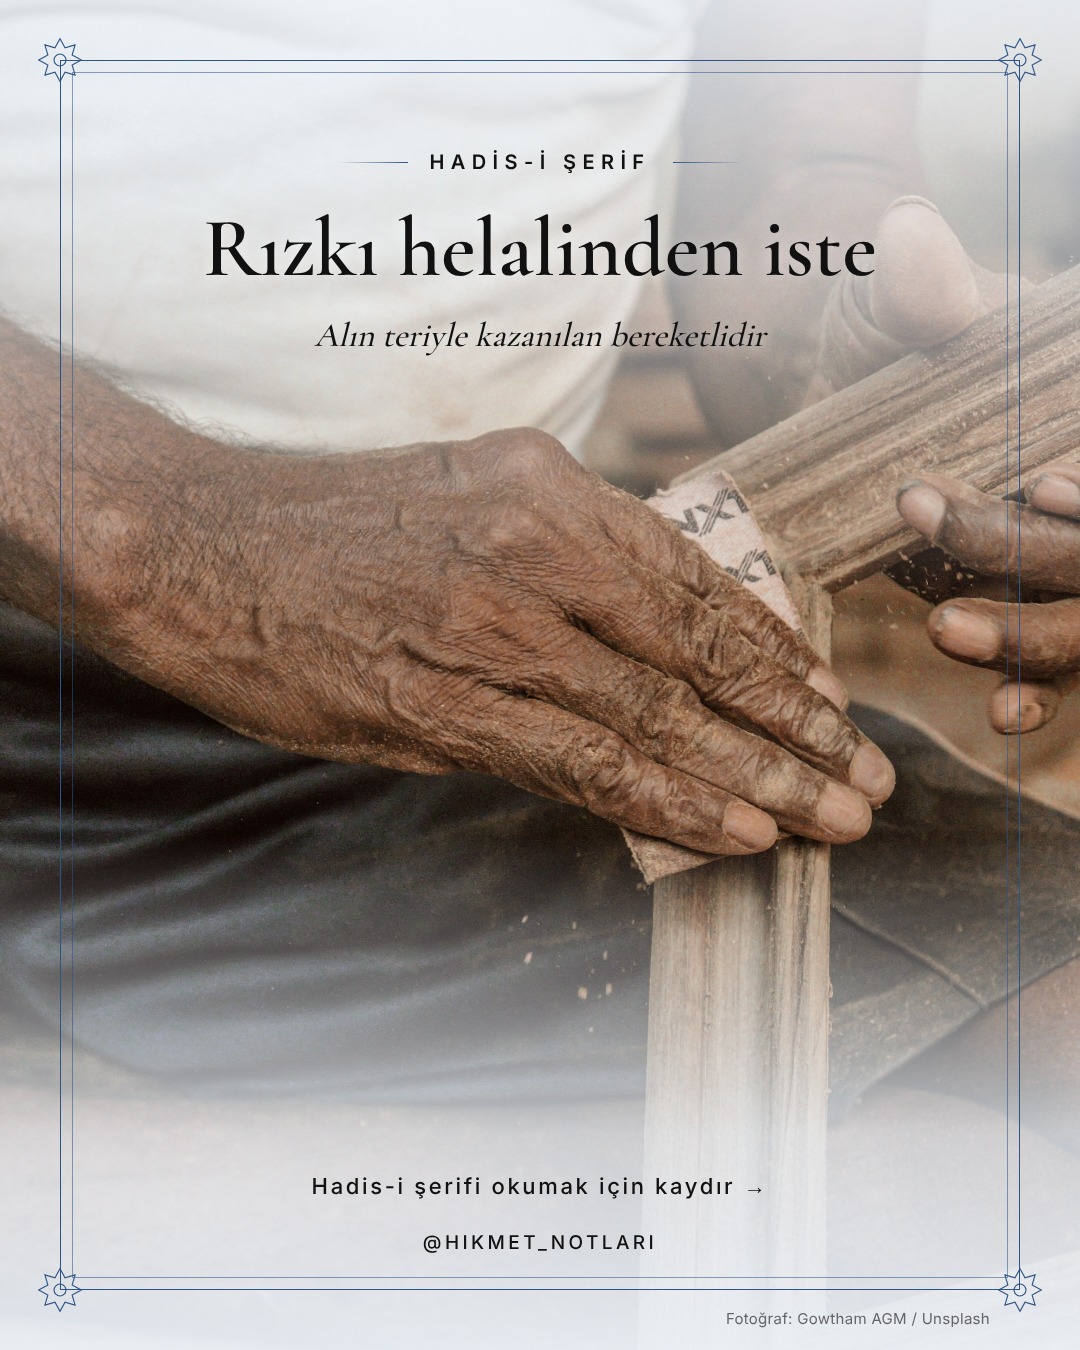 HADİS-İ ŞERİF
Rızkı helalinden iste
Alın teriyle kazanılan bereketlidir
Hadis-i şerifi okumak için kaydır →
@HIKMET_NOTLARI
Fotoğraf: Gowtham AGM / Unsplash